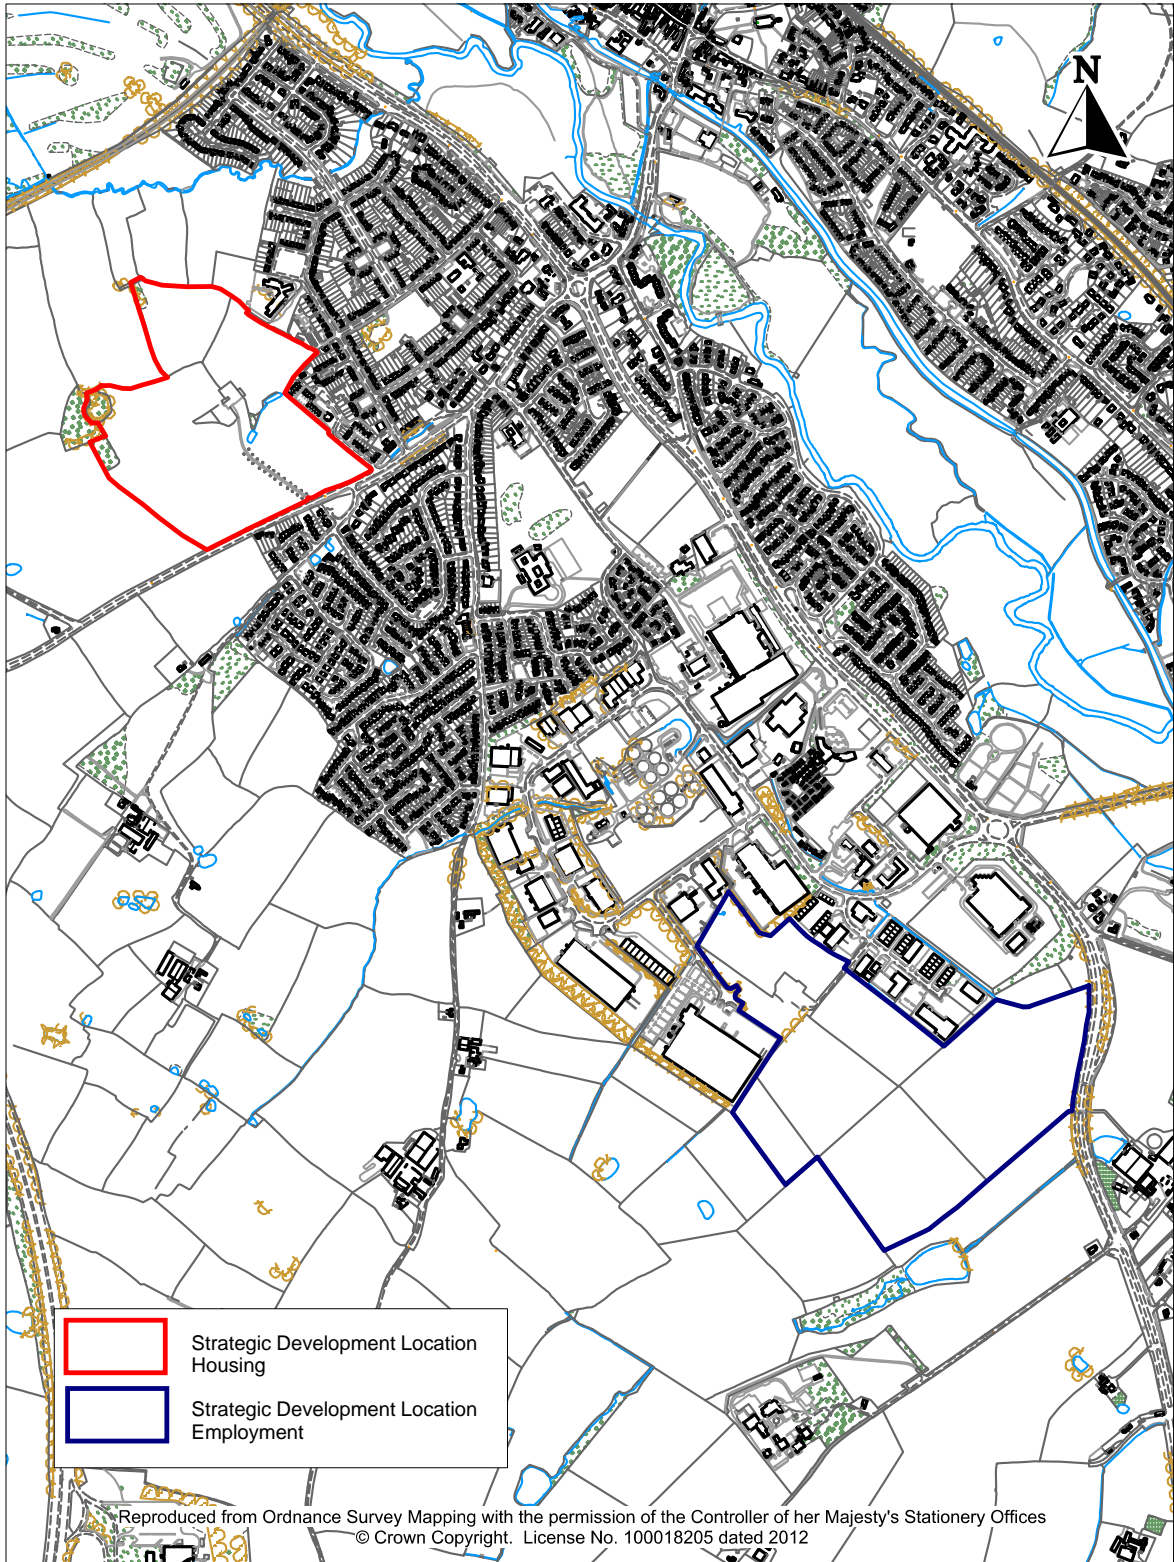 N
Strategic Development Location
Housing
Strategic Development Location
Employment
Reproduced from Ordnance Survey Mapping with the permission of the Controller of her Majesty's Stationery Offices
© Crown Copyright. License No. 100018205 dated 2012